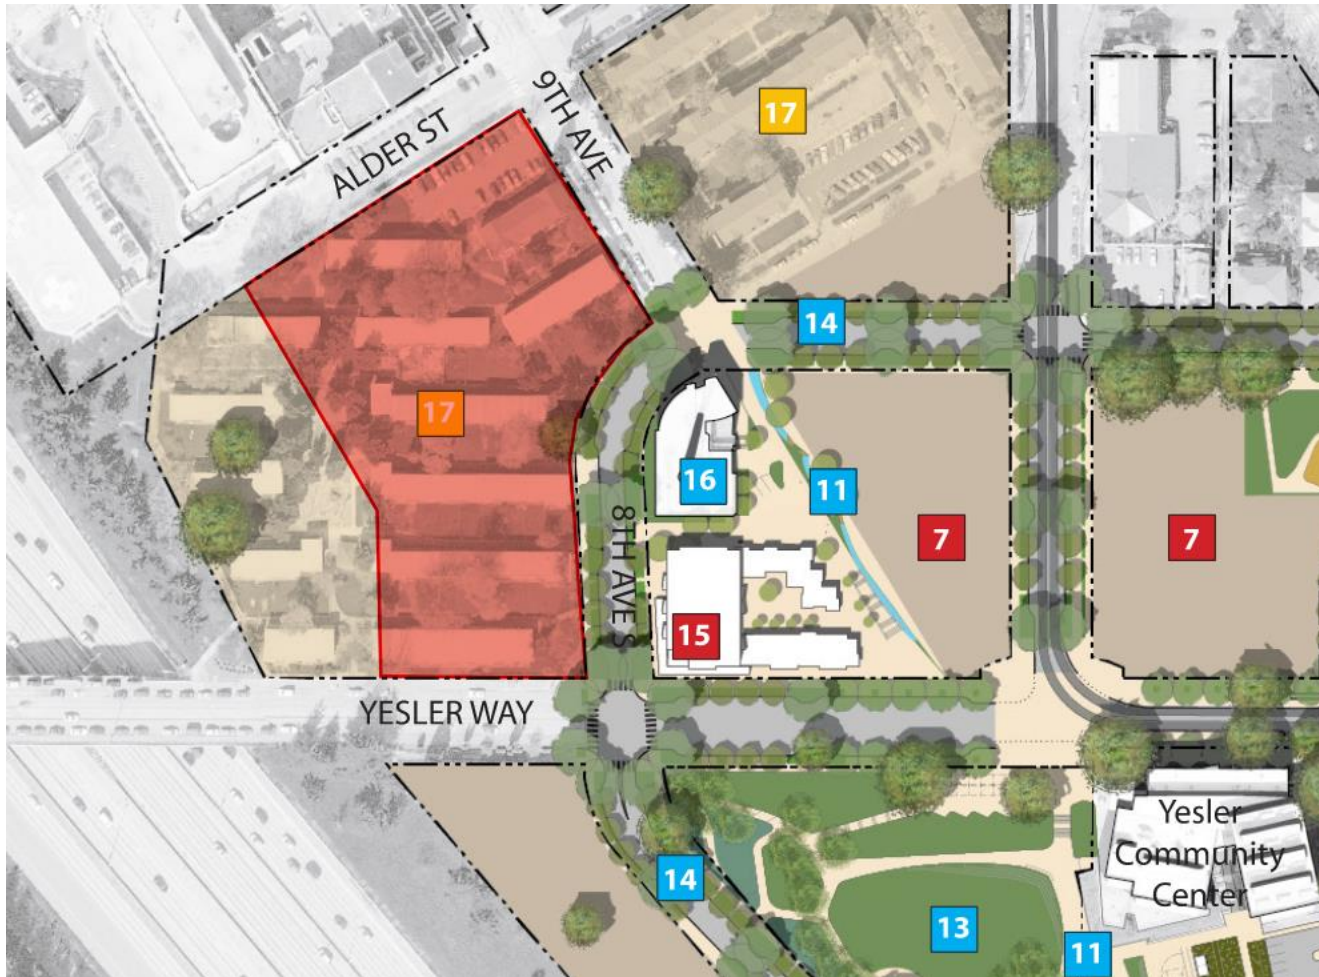 ALDER ST
9TH AVE
17
14
17
16
11
7
7
8TH AVE S
15
YESLER WAY
Yesler
Community
Center
14
13
11